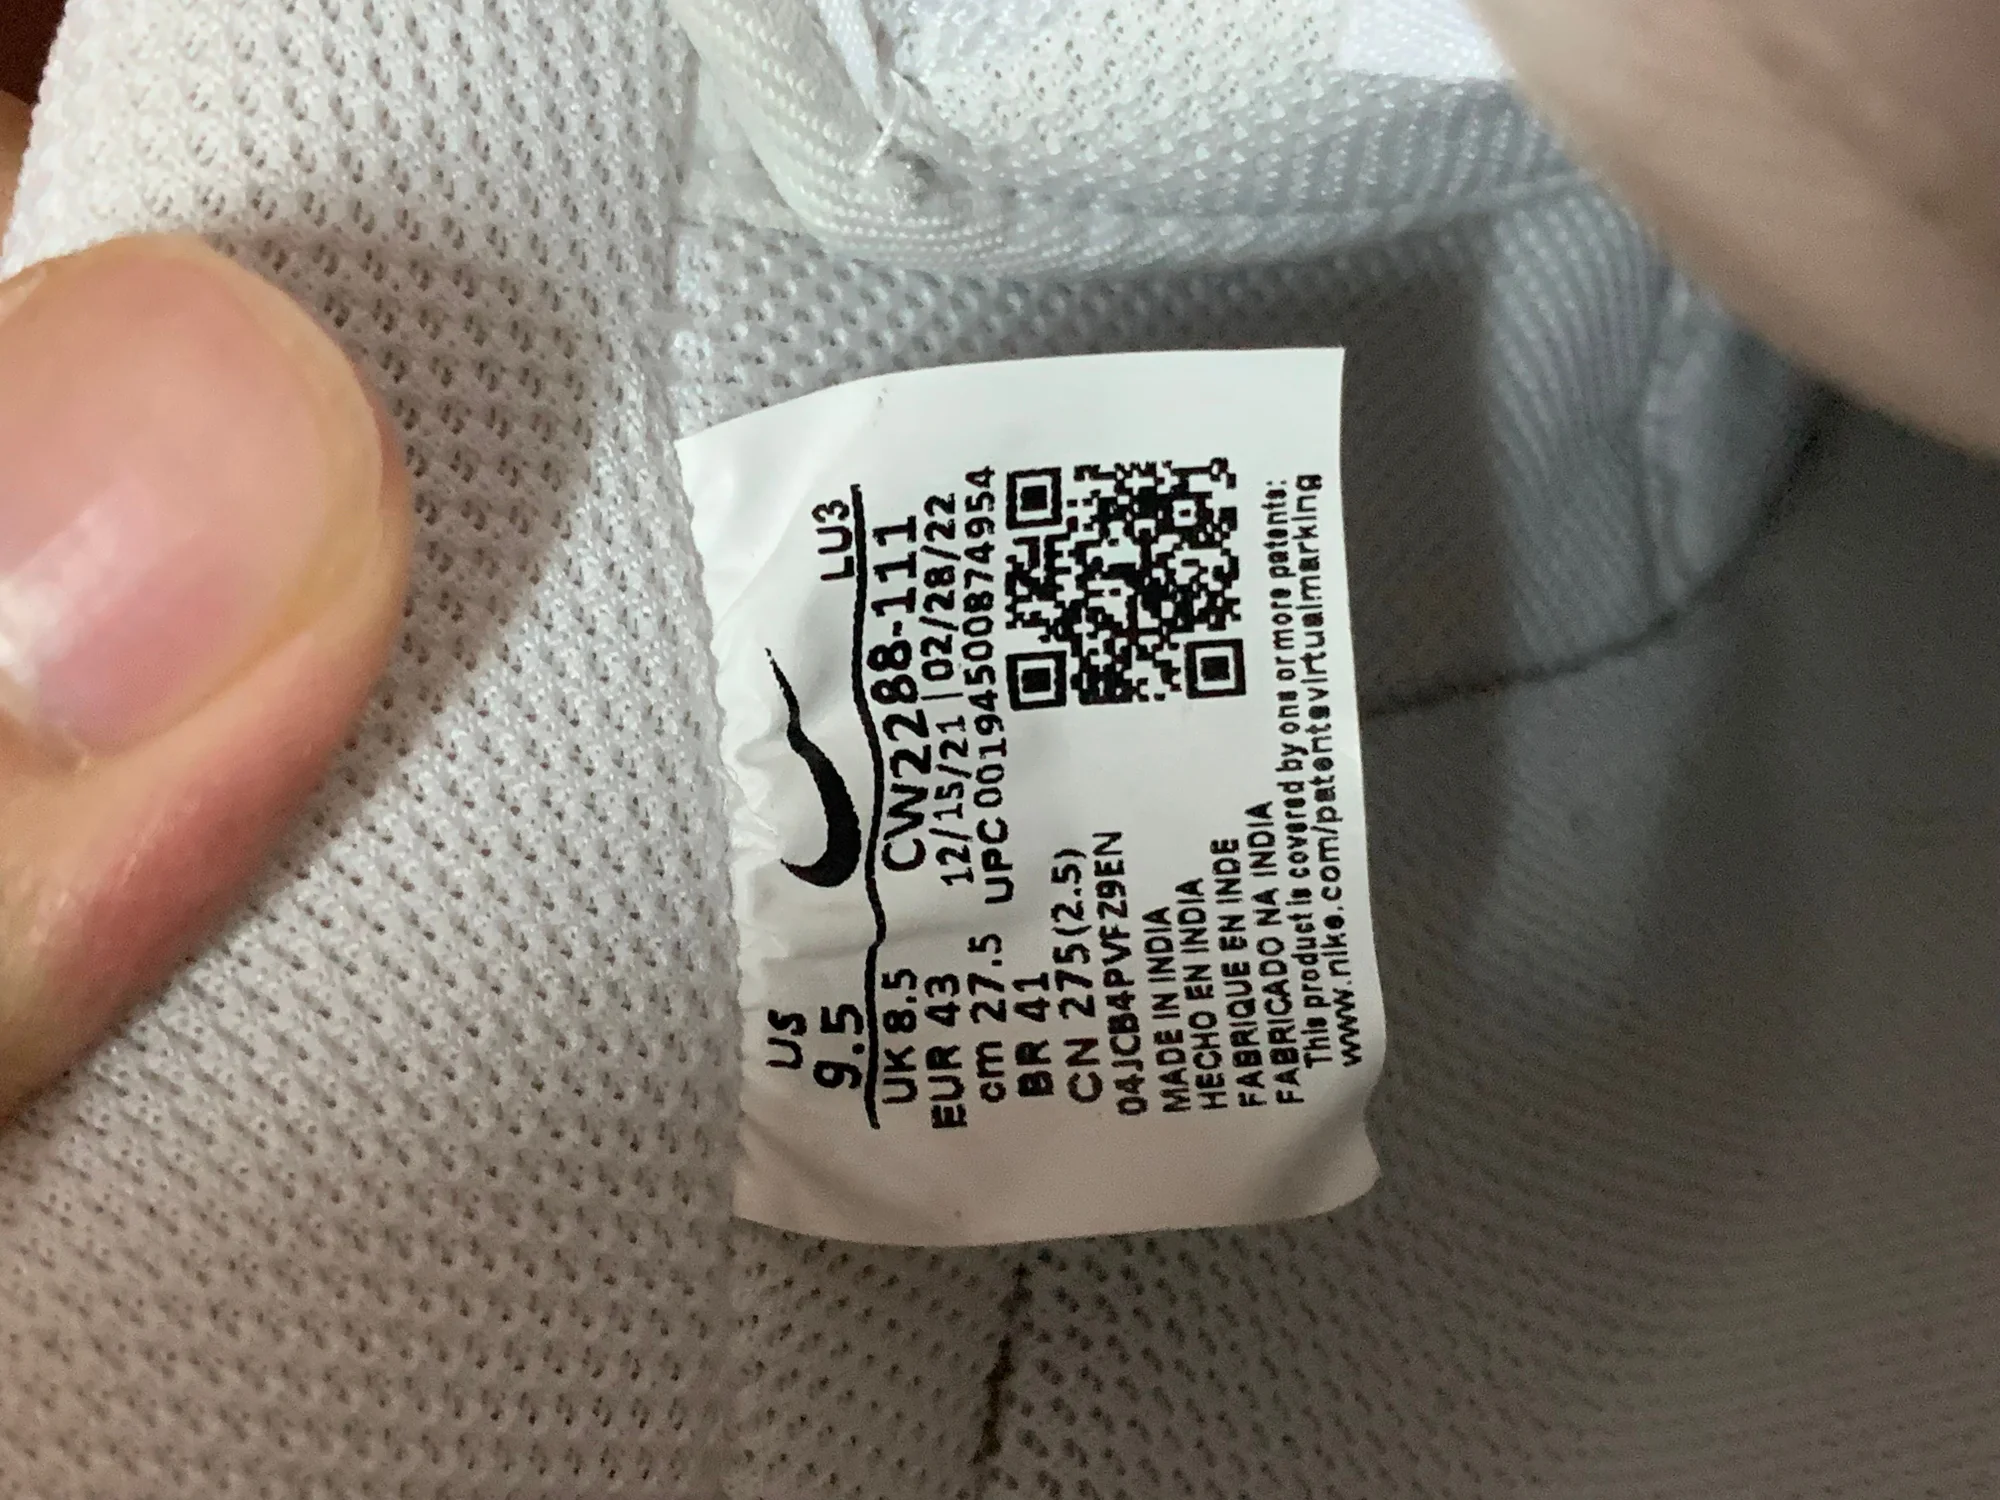 US
9.5
LU3
UK 8.5
EUR 43
cm 27.5
BR 41
CN 275(2.5)
CW2288-111
12/15/21 | 02/28/22
UPC 00194500874954
04JCB4PVFZ9EN
MADE IN INDIA
HECHO EN INDIA
FABRIQUE EN INDE
FABRICADO NA INDIA
This product is covered by one or more patents:
www.nike.com/patentsvirtualmarking